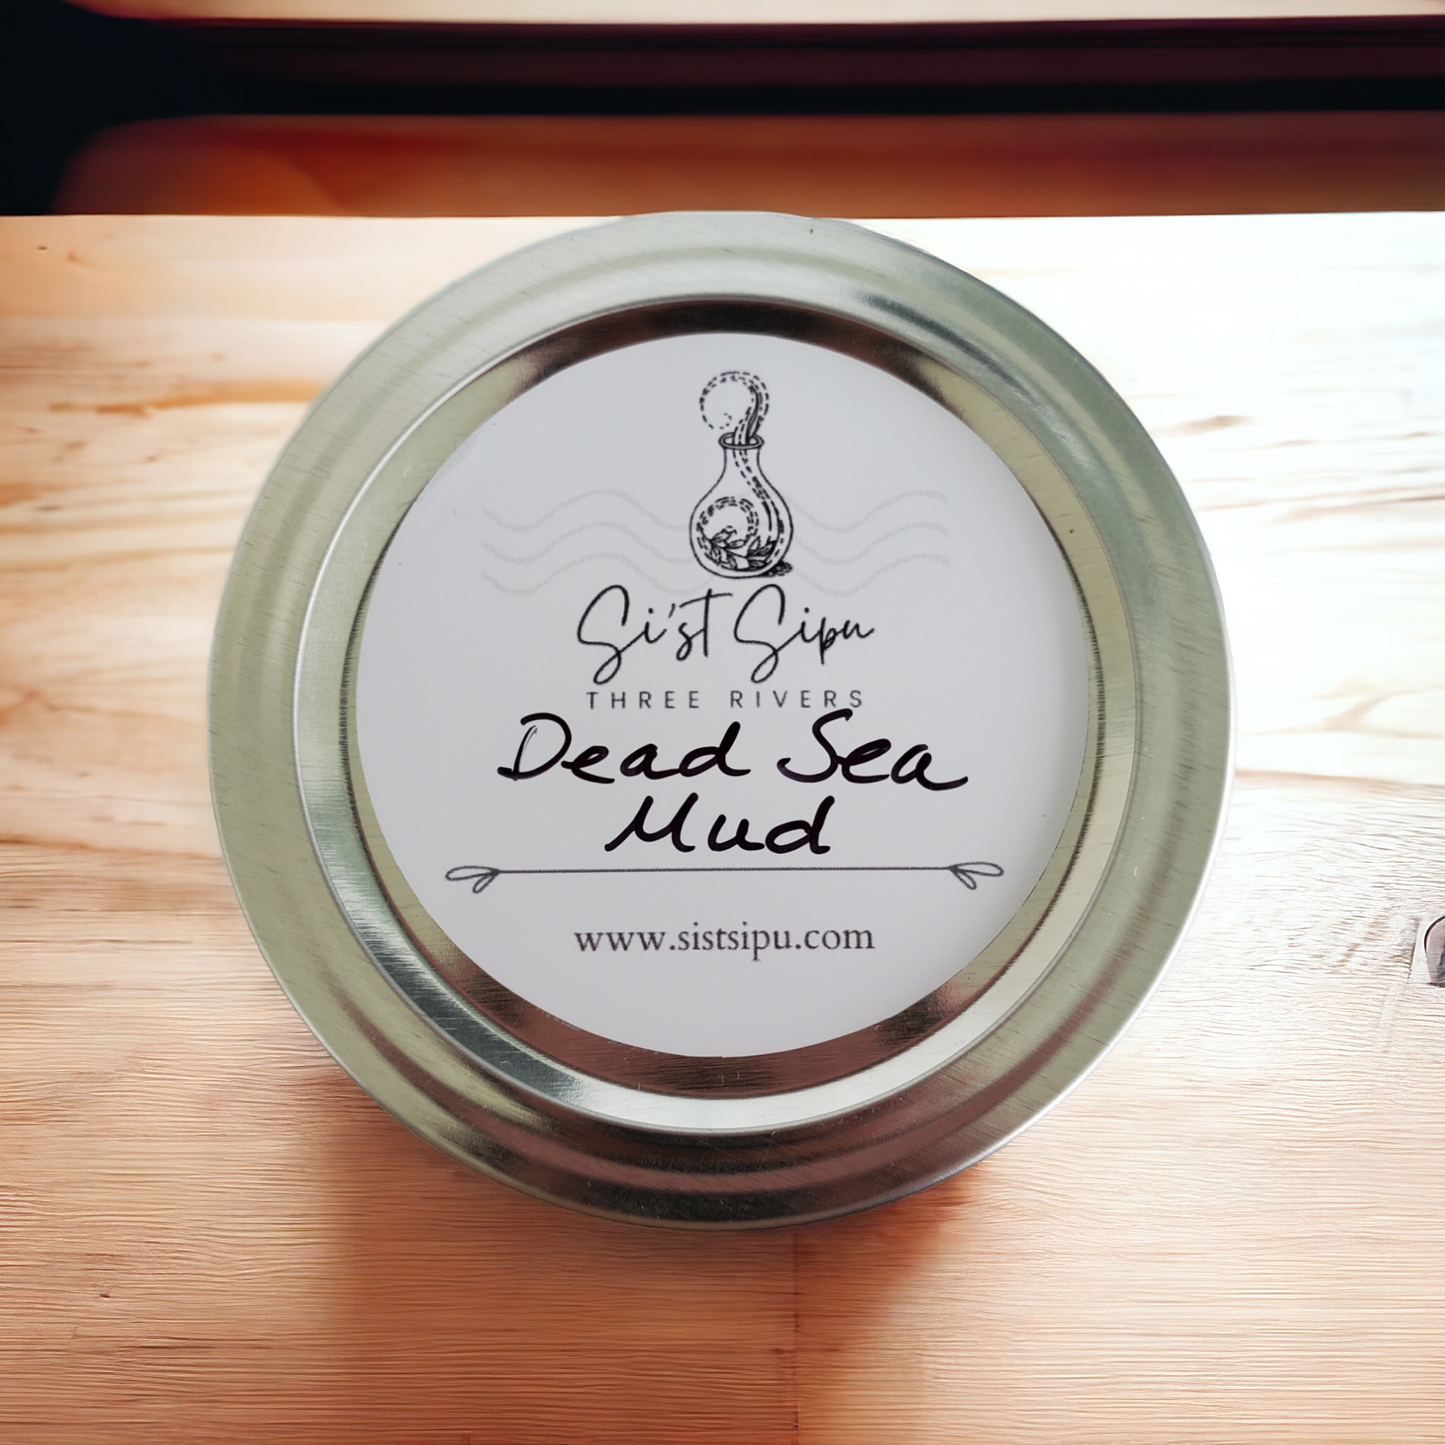 Si'st Sipu
THREE RIVERS
Dead Sea
Mud
www.sistsipu.com